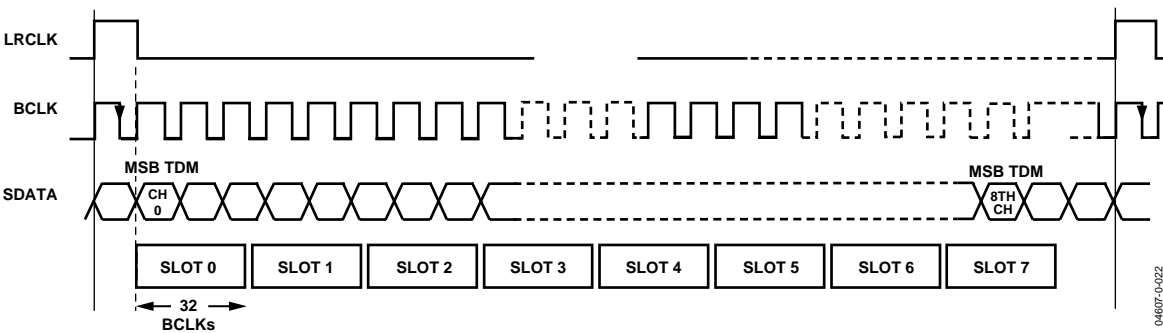 LRCLK
BCLK
MSB TDM
MSB TDM
SDATA
CH
0
8TH
CH
SLOT 0
SLOT 1
SLOT 2
SLOT 3
SLOT 4
SLOT 5
SLOT 6
SLOT 7
32
BCLKs
04607-0-022